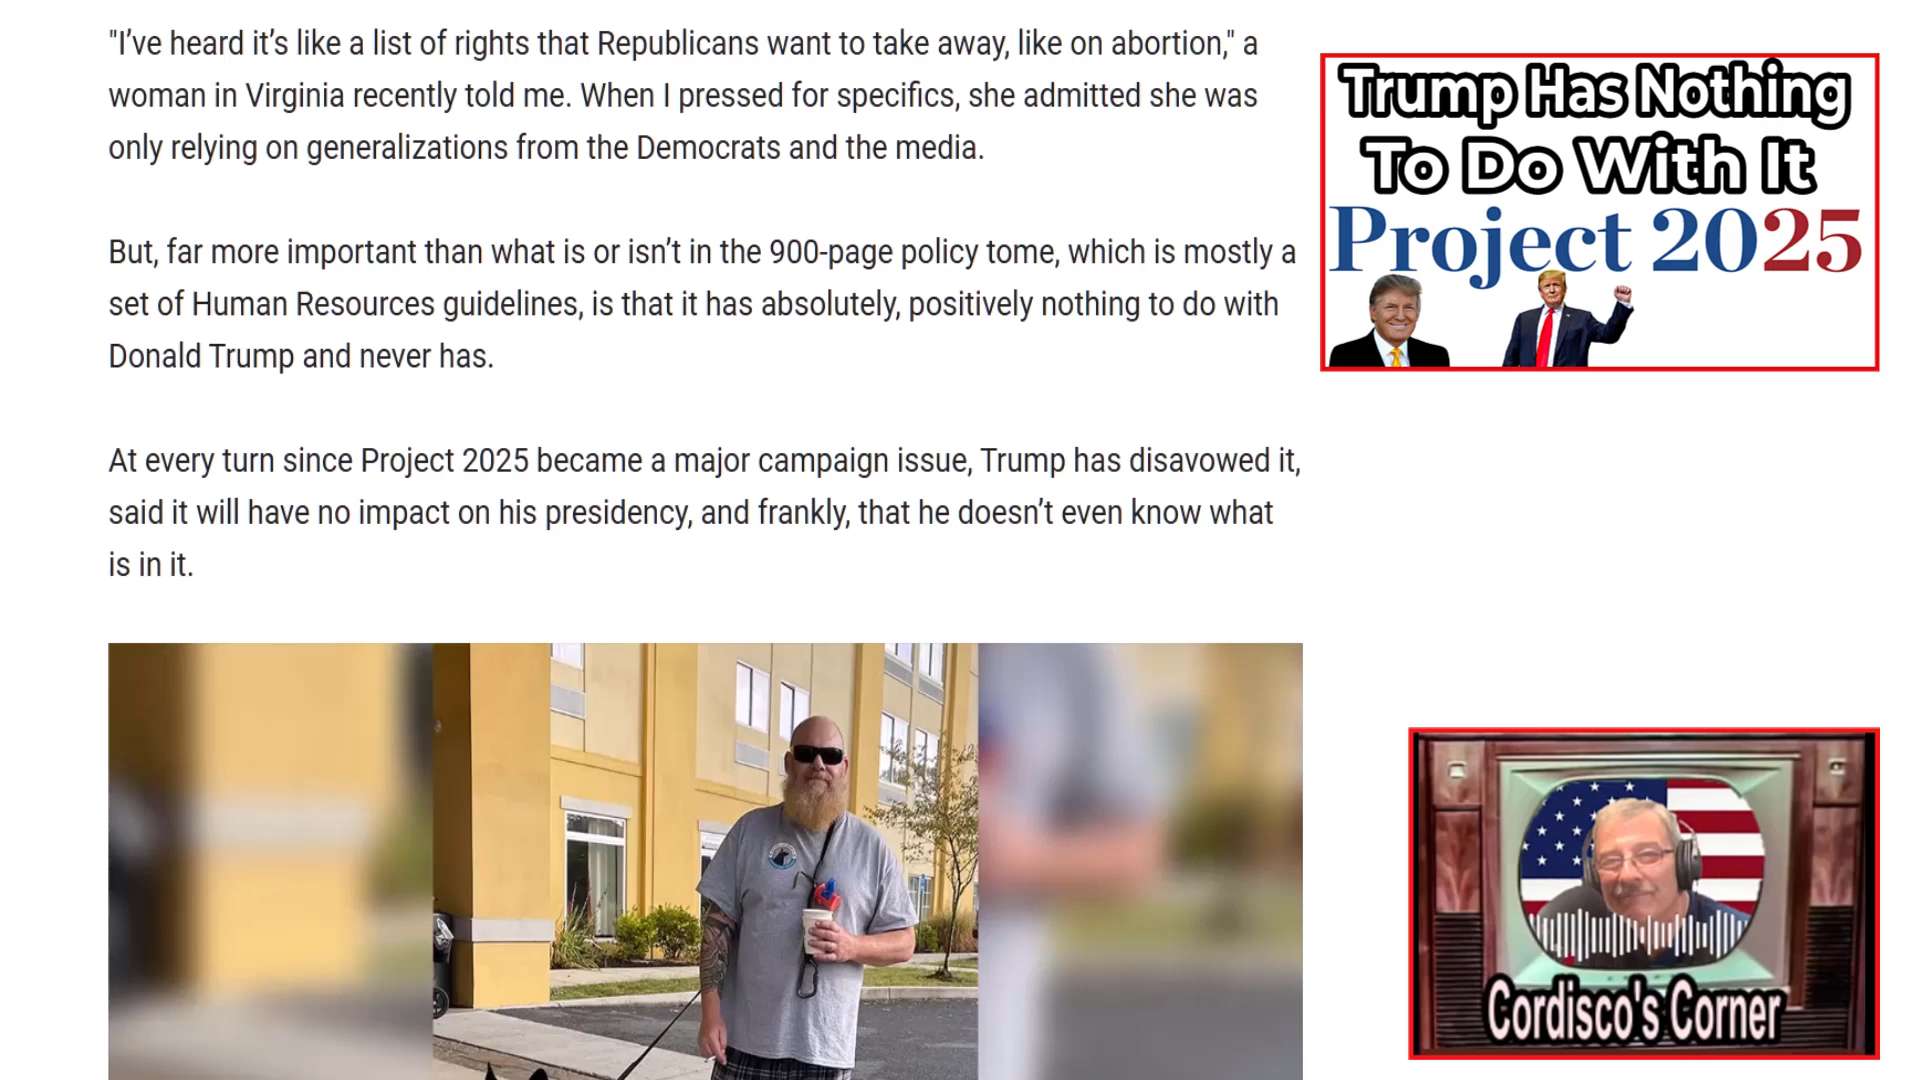 "I’ve heard it’s like a list of rights that Republicans want to take away, like on abortion," a
woman in Virginia recently told me. When I pressed for specifics, she admitted she was
only relying on generalizations from the Democrats and the media.
But, far more important than what is or isn’t in the 900-page policy tome, which is mostly a
set of Human Resources guidelines, is that it has absolutely, positively nothing to do with
Donald Trump and never has.
At every turn since Project 2025 became a major campaign issue, Trump has disavowed it,
said it will have no impact on his presidency, and frankly, that he doesn’t even know what
is in it.
Trump Has Nothing
To Do With It
Project 2025
Cordisco's Corner